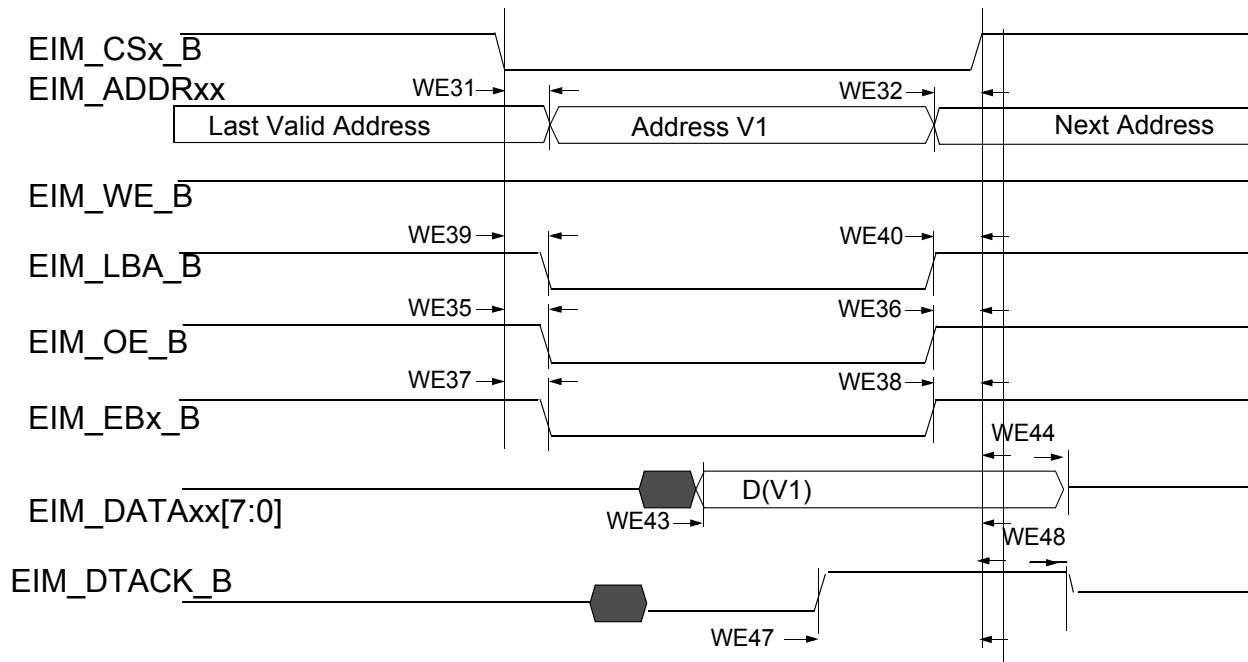 EIM_CSx_B
EIM_ADDRxx
WE31
WE32
Last Valid Address
Address V1
Next Address
EIM_WE_B
WE39
WE40
EIM_LBA_B
WE35
WE36
EIM_OE_B
WE37
WE38
EIM_EBx_B
WE44
D(V1)
EIM_DATAxx[7:0]
WE43
WE48
EIM_DTACK_B
WE47